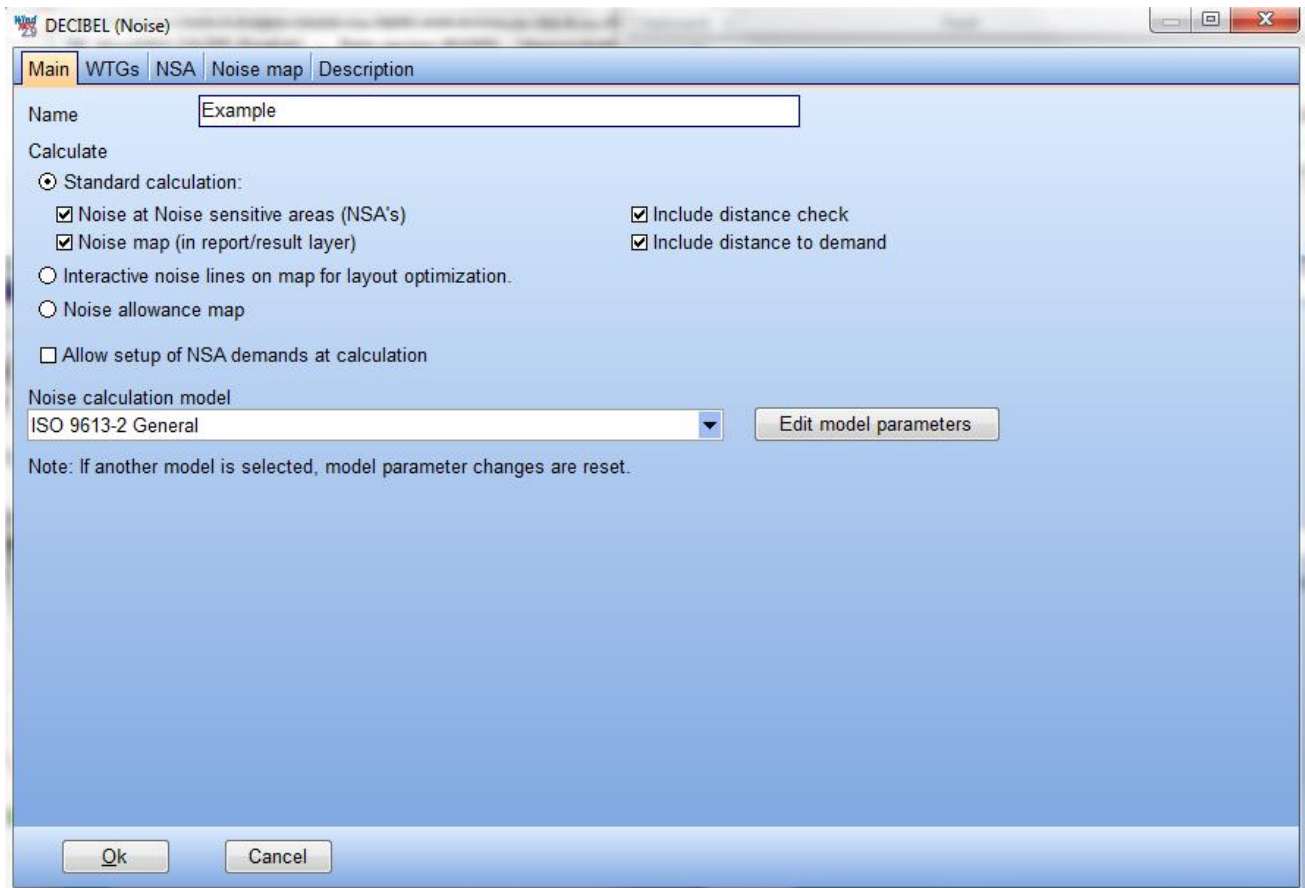 DECIBEL (Noise)
Main WTGs NSA Noise map Description
Name Example
Calculate
Standard calculation:
Noise at Noise sensitive areas (NSA's) Include distance check
Noise map (in report/result layer) Include distance to demand
Interactive noise lines on map for layout optimization.
Noise allowance map
Allow setup of NSA demands at calculation
Noise calculation model
ISO 9613-2 General Edit model parameters
Note: If another model is selected, model parameter changes are reset.
Ok Cancel